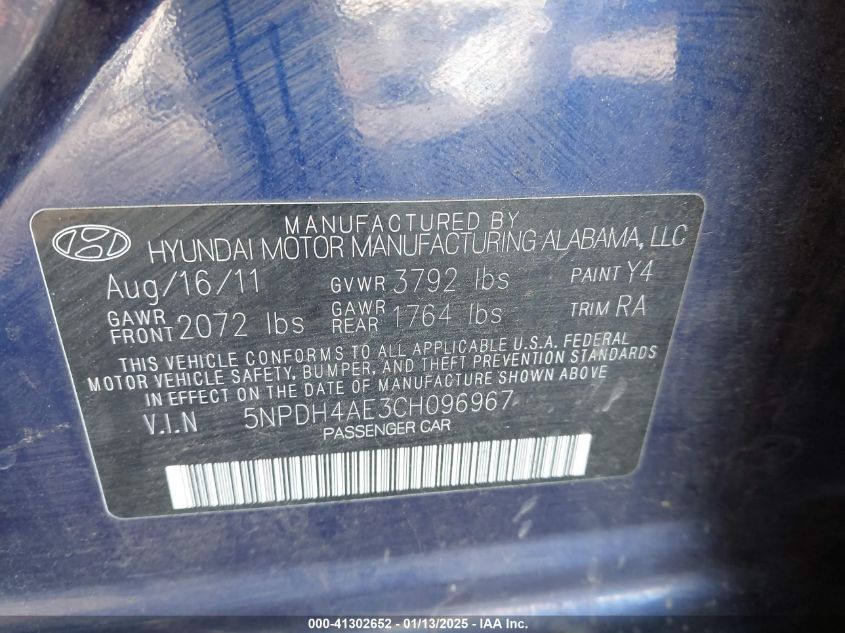 MANUFACTURED BY
HYUNDAI MOTOR MANUFACTURING ALABAMA, LLC
Aug/16/11 GVWR 3792 lbs PAINT Y4
GAWR FRONT 2072 lbs GAWR REAR 1764 lbs TRIM RA
THIS VEHICLE CONFORMS TO ALL APPLICABLE U.S.A. FEDERAL
MOTOR VEHICLE SAFETY, BUMPER, AND THEFT PREVENTION STANDARDS
IN EFFECT ON THE DATE OF MANUFACTURE SHOWN ABOVE
V.I.N 5NPDH4AE3CH096967
PASSENGER CAR
000-41302652 - 01/13/2025 - IAA Inc.